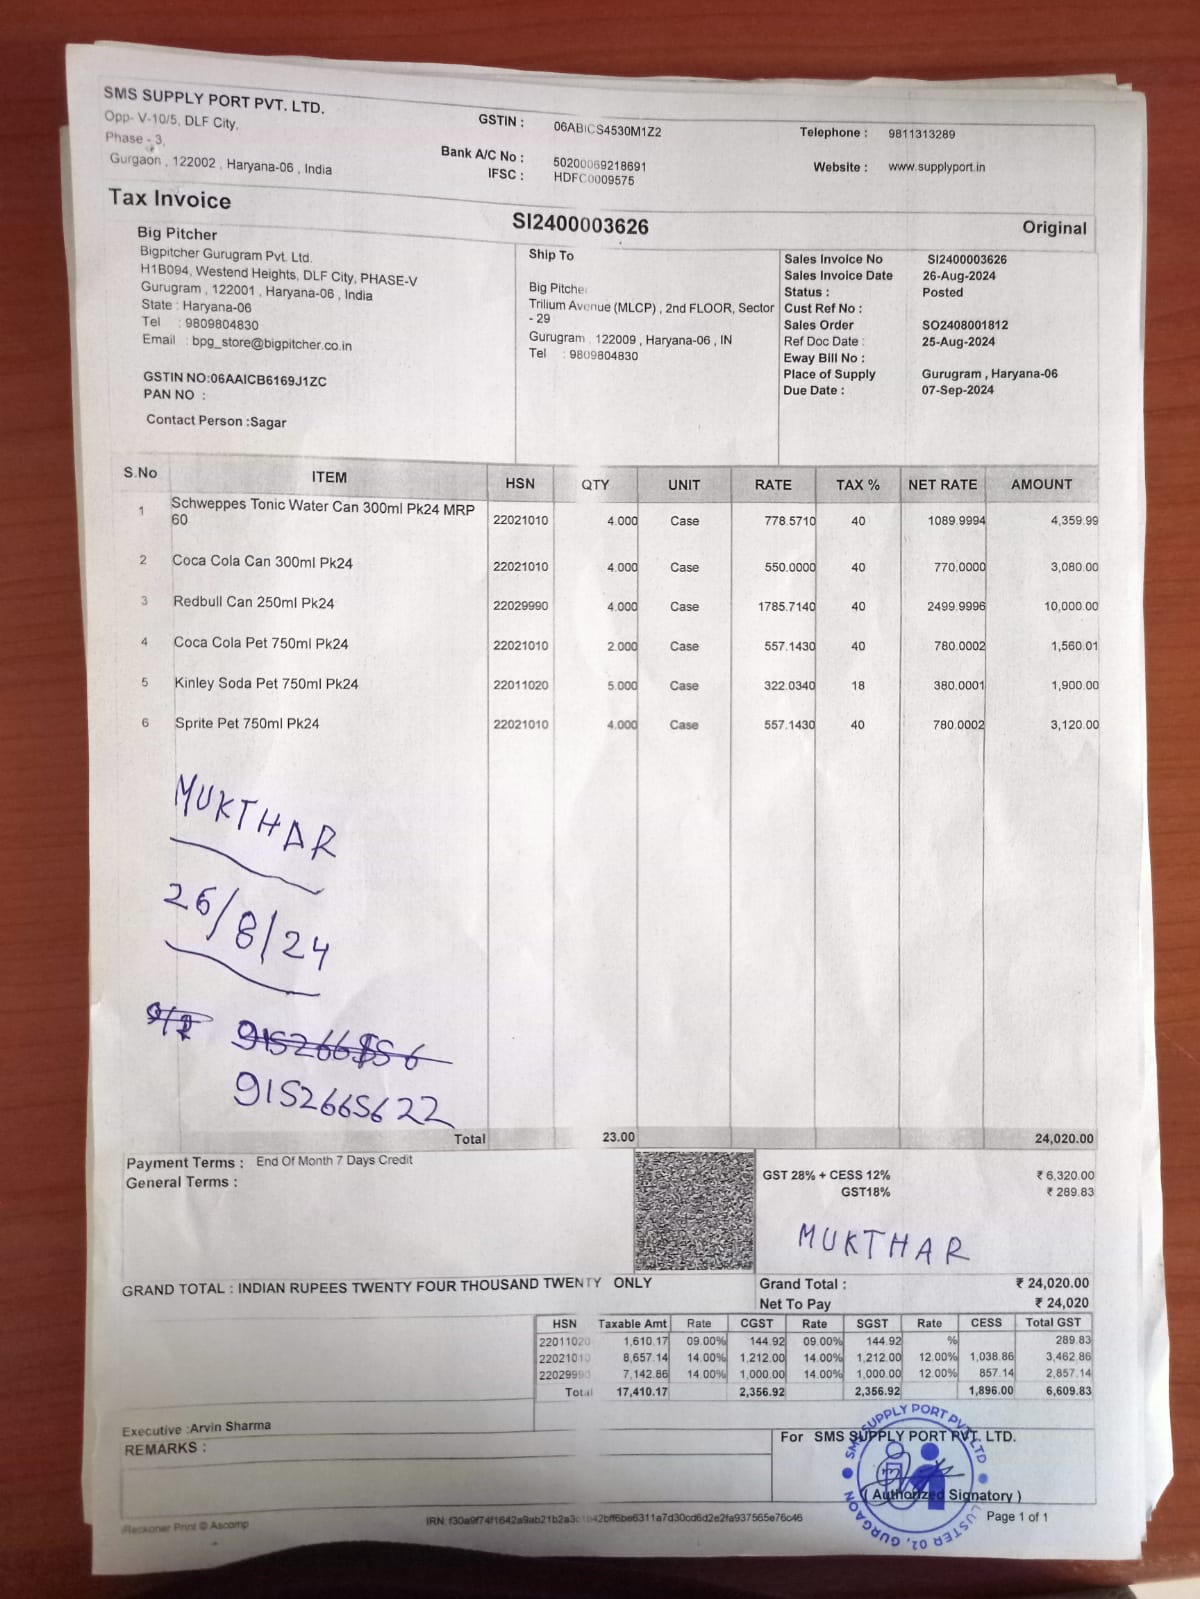 SMS SUPPLY PORT PVT. LTD.
Opp- V-10/5, DLF City,
Phase - 3,
Gurgaon , 122002 , Haryana-06 , India
GSTIN : 06ABICS4530M1Z2
Bank A/C No : 50200069218691
IFSC : HDFC0009575
Telephone : 9811313289
Website : www.supplyport.in
Tax Invoice
SI2400003626
Original
Big Pitcher
Bigpitcher Gurugram Pvt. Ltd.
H1B094, Westend Heights, DLF City, PHASE-V
Gurugram , 122001 , Haryana-06 , India
State : Haryana-06
Tel : 9809804830
Email : bpg_store@bigpitcher.co.in
GSTIN NO:06AAICB6169J1ZC
PAN NO :
Contact Person :Sagar
Ship To
Big Pitcher
Trilium Avenue (MLCP) , 2nd FLOOR, Sector
- 29
Gurugram , 122009 , Haryana-06 , IN
Tel : 9809804830
Sales Invoice No SI2400003626
Sales Invoice Date 26-Aug-2024
Status : Posted
Cust Ref No :
Sales Order SO2408001812
Ref Doc Date : 25-Aug-2024
Eway Bill No :
Place of Supply Gurugram , Haryana-06
Due Date : 07-Sep-2024
S.No ITEM HSN QTY UNIT RATE TAX % NET RATE AMOUNT
1 Schweppes Tonic Water Can 300ml Pk24 MRP
60 22021010 4.000 Case 778.5710 40 1089.9994 4,359.99
2 Coca Cola Can 300ml Pk24 22021010 4.000 Case 550.0000 40 770.0000 3,080.00
3 Redbull Can 250ml Pk24 22029990 4.000 Case 1785.7140 40 2499.9996 10,000.00
4 Coca Cola Pet 750ml Pk24 22021010 2.000 Case 557.1430 40 780.0002 1,560.01
5 Kinley Soda Pet 750ml Pk24 22011020 5.000 Case 322.0340 18 380.0001 1,900.00
6 Sprite Pet 750ml Pk24 22021010 4.000 Case 557.1430 40 780.0002 3,120.00
MUKTHAR
26/8/24
9152665622
Total 23.00 24,020.00
Payment Terms : End Of Month 7 Days Credit
General Terms :
GST 28% + CESS 12% ₹ 6,320.00
GST18% ₹ 289.83
MUKTHAR
GRAND TOTAL : INDIAN RUPEES TWENTY FOUR THOUSAND TWENTY ONLY
Grand Total : ₹ 24,020.00
Net To Pay ₹ 24,020
HSN Taxable Amt Rate CGST Rate SGST Rate CESS Total GST
22011020 1,610.17 09.00% 144.92 09.00% 144.92 % 289.83
22021010 8,657.14 14.00% 1,212.00 14.00% 1,212.00 12.00% 1,038.86 3,462.86
22029990 7,142.86 14.00% 1,000.00 14.00% 1,000.00 12.00% 857.14 2,857.14
Total 17,410.17 2,356.92 2,356.92 1,896.00 6,609.83
Executive :Arvin Sharma
REMARKS :
For SMS SUPPLY PORT PVT. LTD.
SMS SUPPLY PORT PVT LTD
CLUSTER 02, GURGAON
( Authorized Signatory )
iReckoner Print © Ascomp
Page 1 of 1